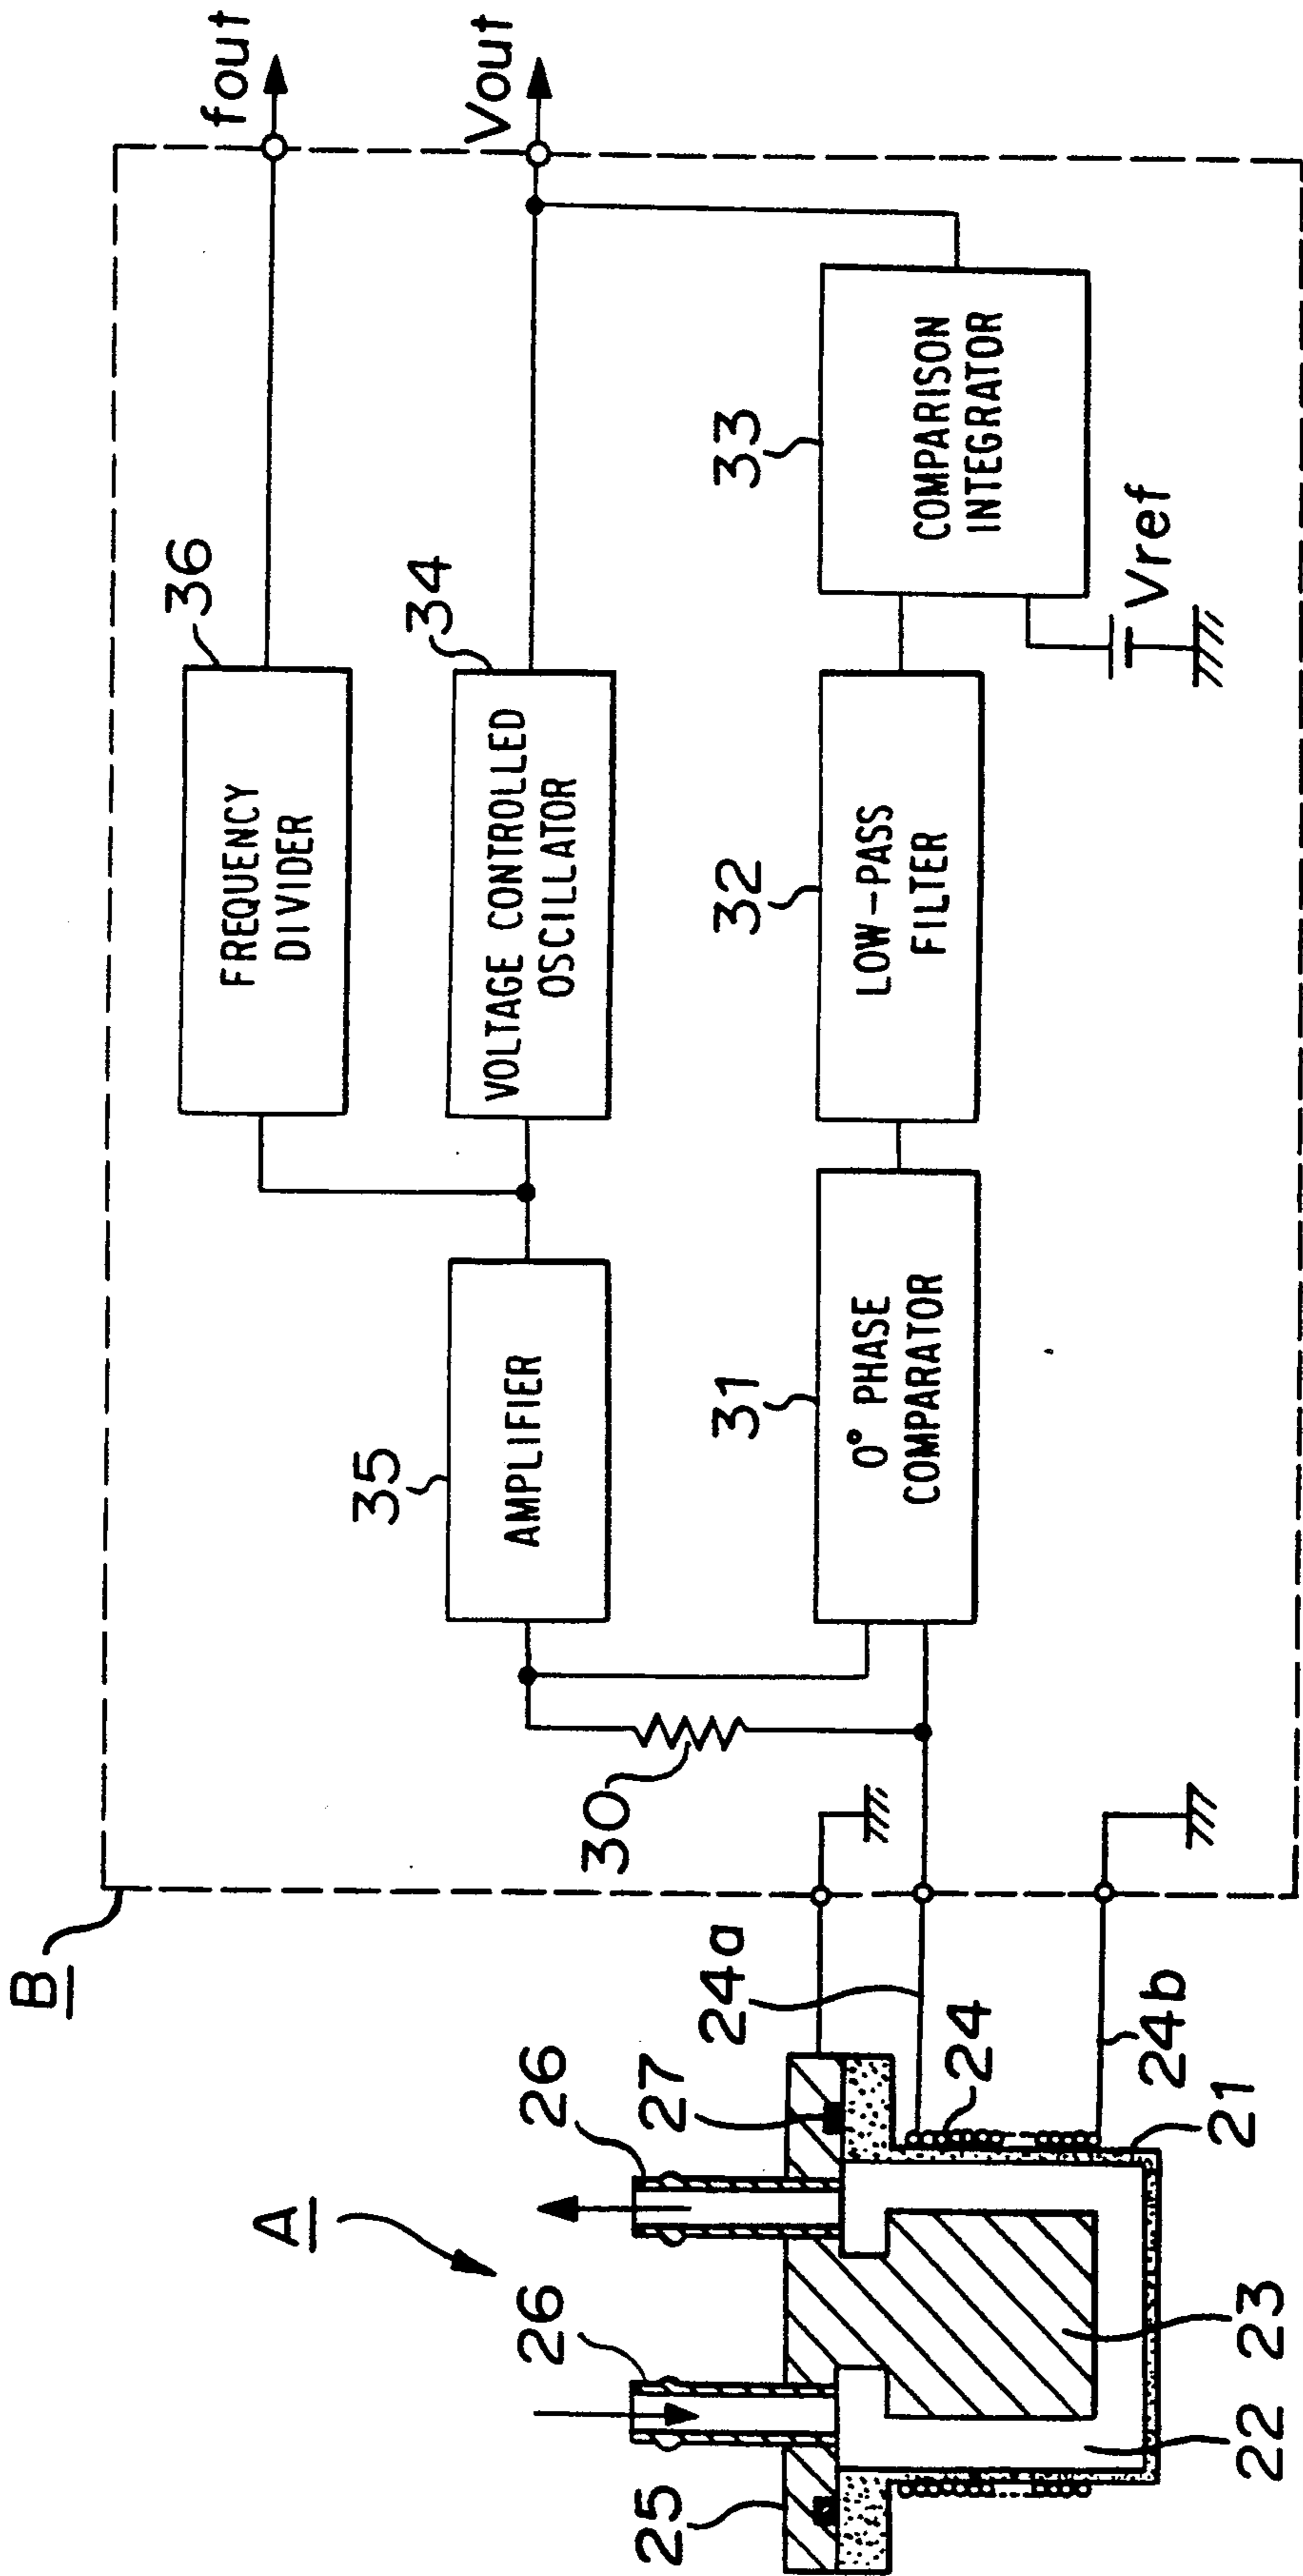 B
fout
Vout
36
FREQUENCY
DIVIDER
34
VOLTAGE CONTROLLED
OSCILLATOR
35
AMPLIFIER
30
31
0° PHASE
COMPARATOR
32
LOW-PASS
FILTER
33
COMPARISON
INTEGRATOR
Vref
A
26
26
27
24a
24
24b
21
25
22
23